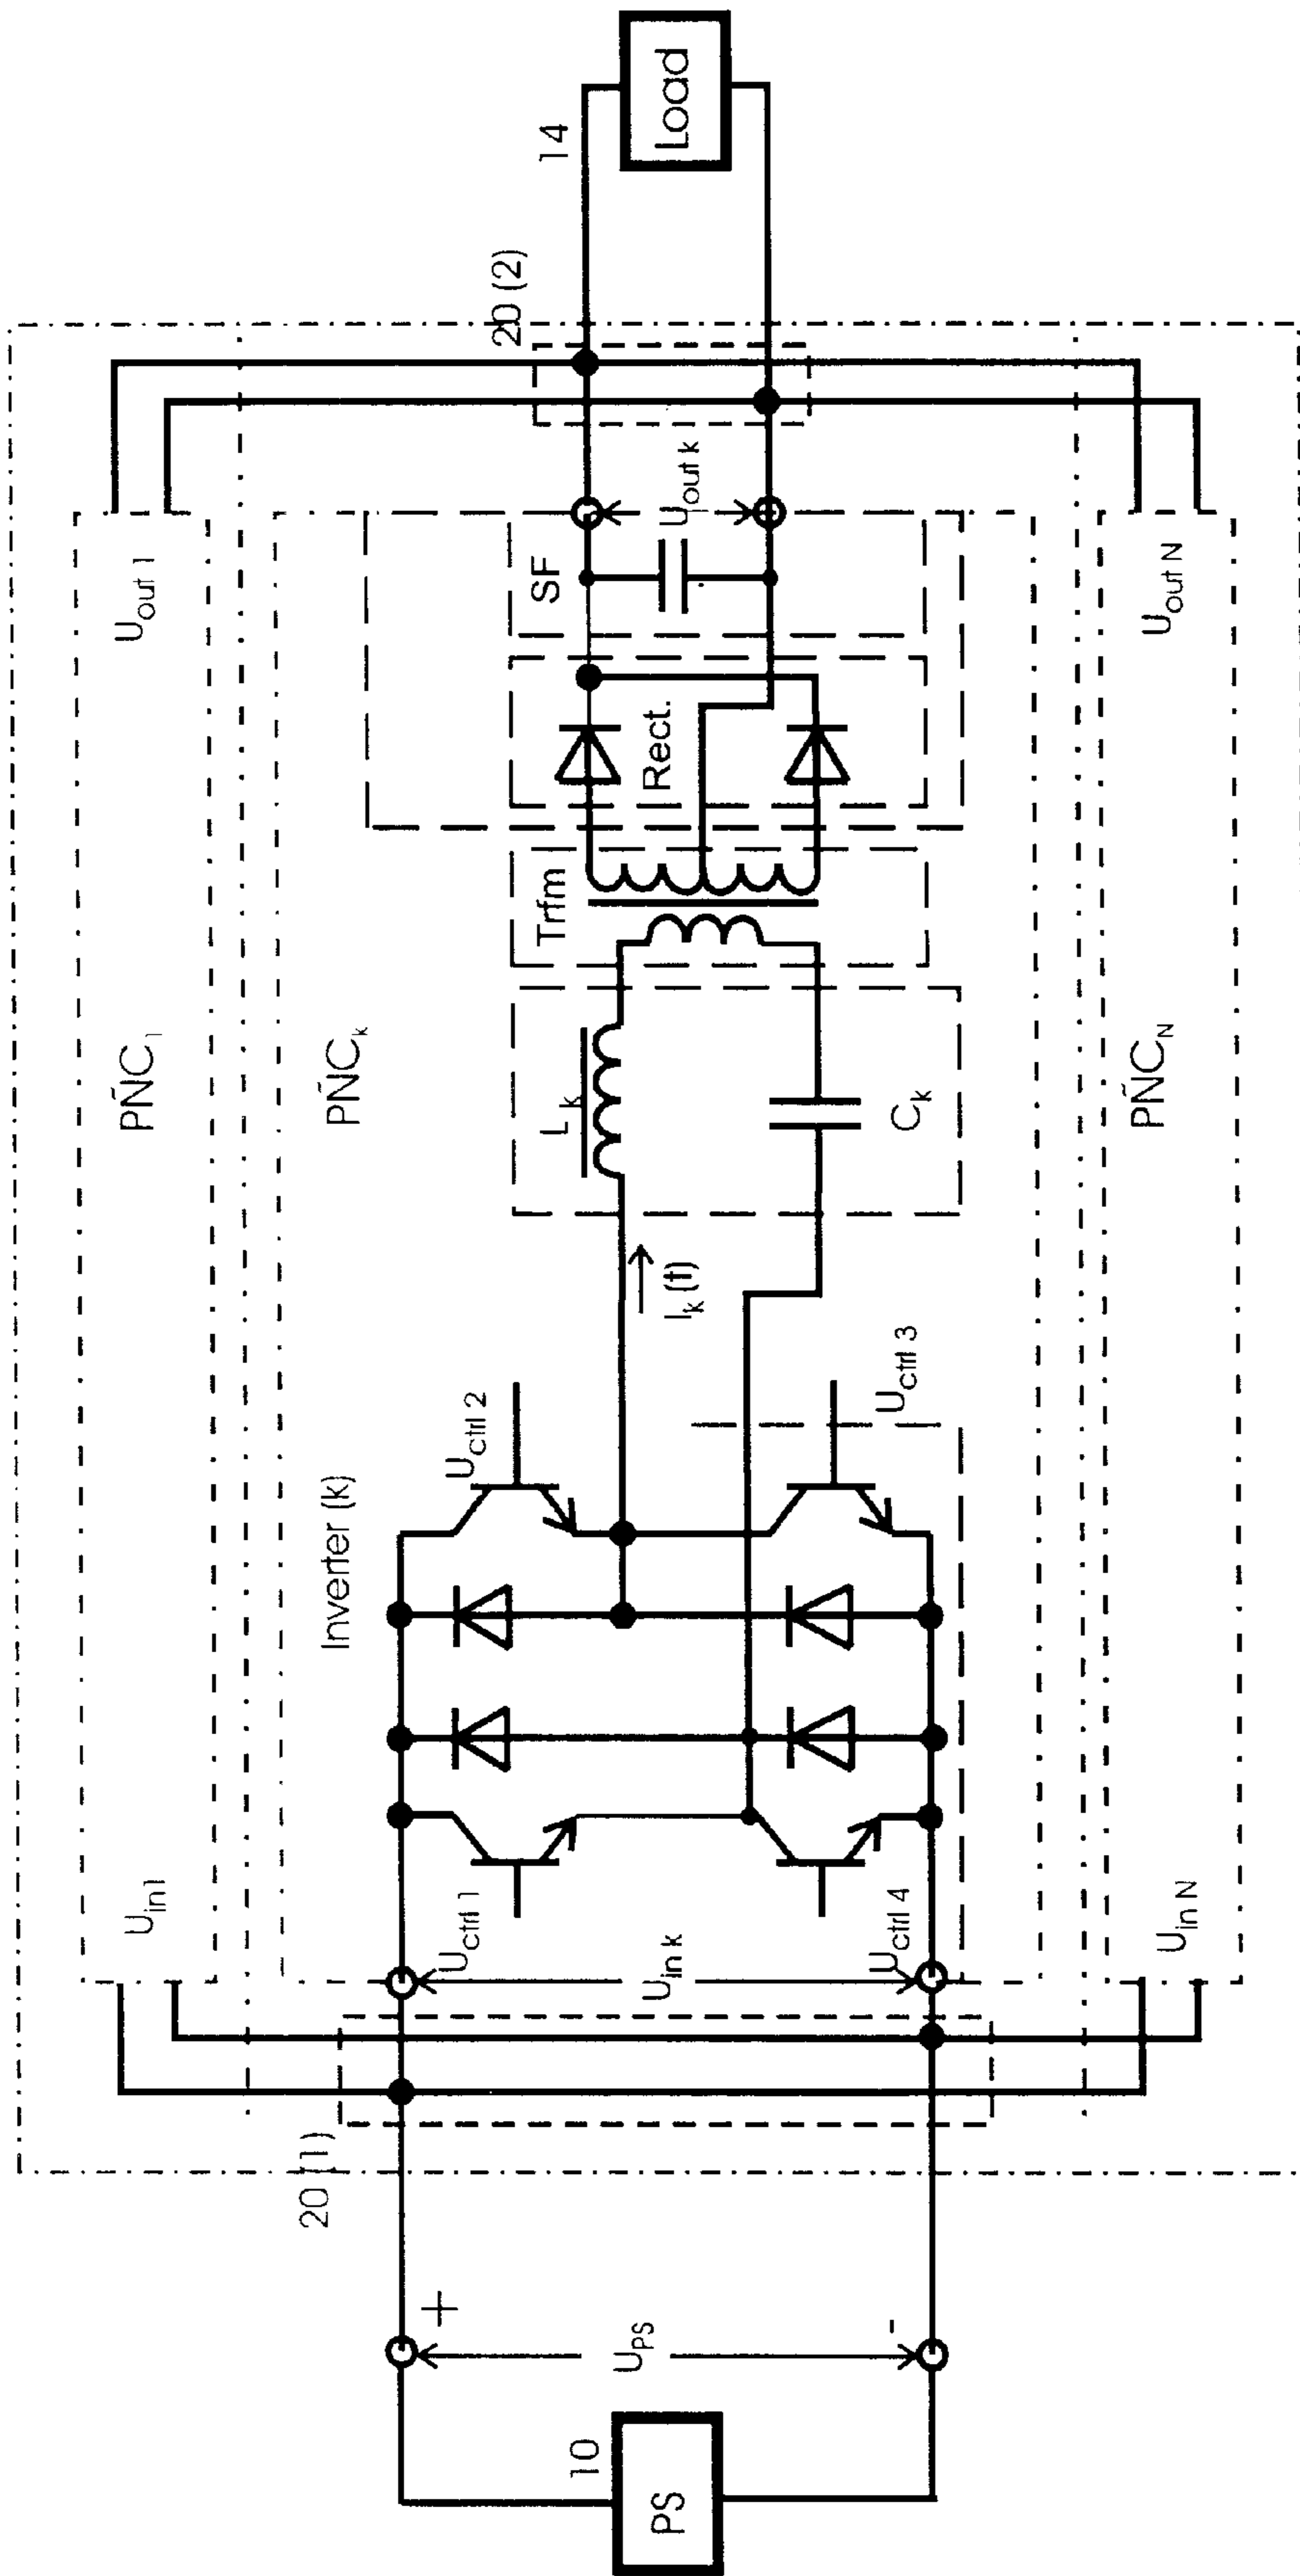 PS
10
U_PS
+
-
20 (1)
U_in 1
U_in k
U_in N
U_ctrl 1
U_ctrl 4
Inverter (k)
U_ctrl 2
U_ctrl 3
I_k (t)
PÑC_1
PÑC_k
PÑC_N
L_k
C_k
Trfm
Rect.
SF
U_out 1
U_out k
U_out N
20 (2)
14
Load